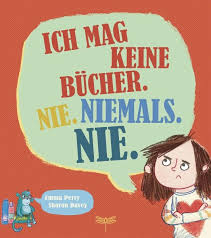 ICH MAG
KEINE
BÜCHER.
NIE. NIEMALS.
NIE.
Emma Perry
Sharon Davey